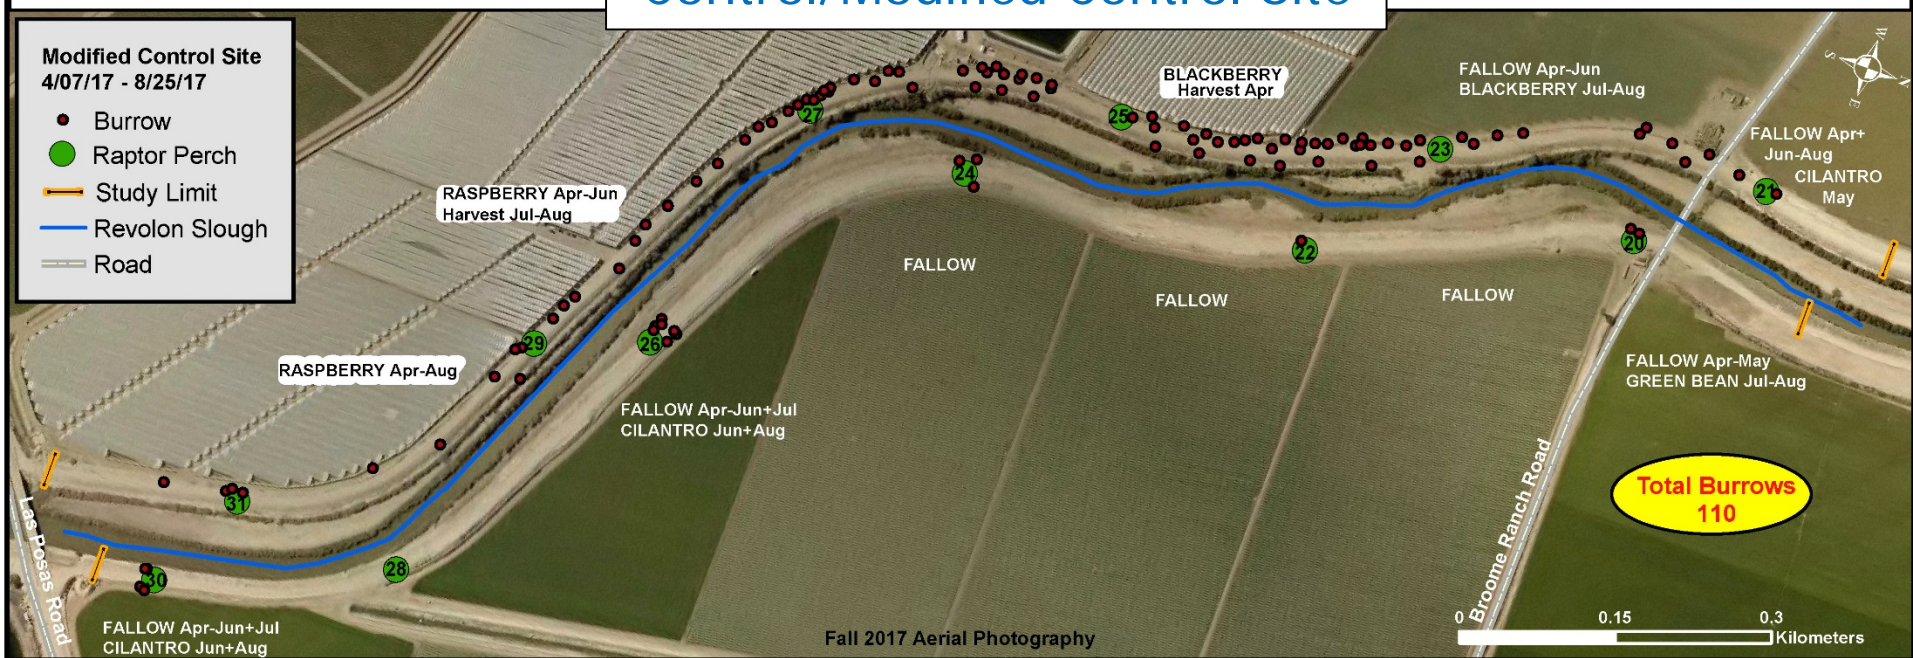 Control/Modified Control Site
Modified Control Site
4/07/17 - 8/25/17
Burrow
Raptor Perch
Study Limit
Revolon Slough
Road
BLACKBERRY
Harvest Apr
FALLOW Apr-Jun
BLACKBERRY Jul-Aug
W
S
N
E
FALLOW Apr+
Jun-Aug
CILANTRO
May
RASPBERRY Apr-Jun
Harvest Jul-Aug
27
25
23
24
21
20
22
FALLOW
FALLOW
FALLOW
29
26
RASPBERRY Apr-Aug
FALLOW Apr-May
GREEN BEAN Jul-Aug
FALLOW Apr-Jun+Jul
CILANTRO Jun+Aug
31
28
30
Total Burrows
110
Las Posas Road
Broome Ranch Road
FALLOW Apr-Jun+Jul
CILANTRO Jun+Aug
Fall 2017 Aerial Photography
0 0.15 0.3
Kilometers